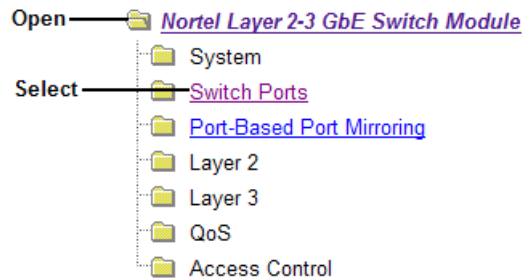 Open Nortel Layer 2-3 GbE Switch Module
System
Select Switch Ports
Port-Based Port Mirroring
Layer 2
Layer 3
QoS
Access Control